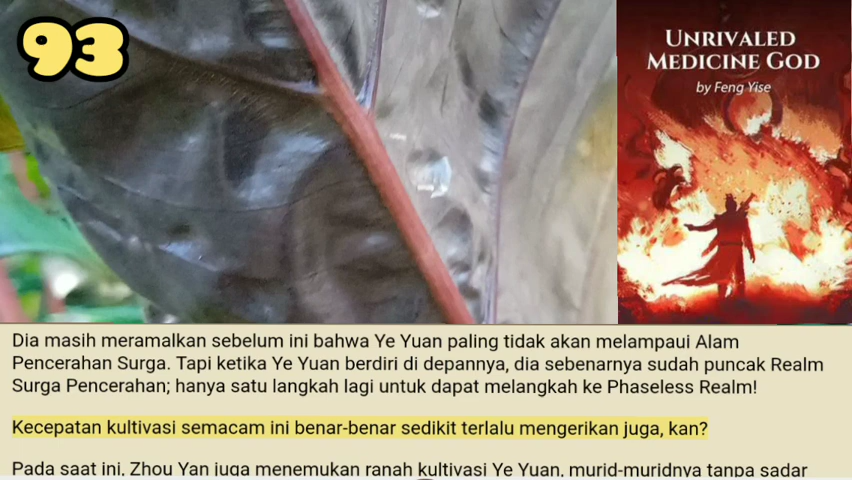 93
UNRIVALED
MEDICINE GOD
by Feng Yise
Dia masih meramalkan sebelum ini bahwa Ye Yuan paling tidak akan melampaui Alam
Pencerahan Surga. Tapi ketika Ye Yuan berdiri di depannya, dia sebenarnya sudah puncak Realm
Surga Pencerahan; hanya satu langkah lagi untuk dapat melangkah ke Phaseless Realm!
Kecepatan kultivasi semacam ini benar-benar sedikit terlalu mengerikan juga, kan?
Pada saat ini, Zhou Yan juga menemukan ranah kultivasi Ye Yuan, murid-muridnya tanpa sadar